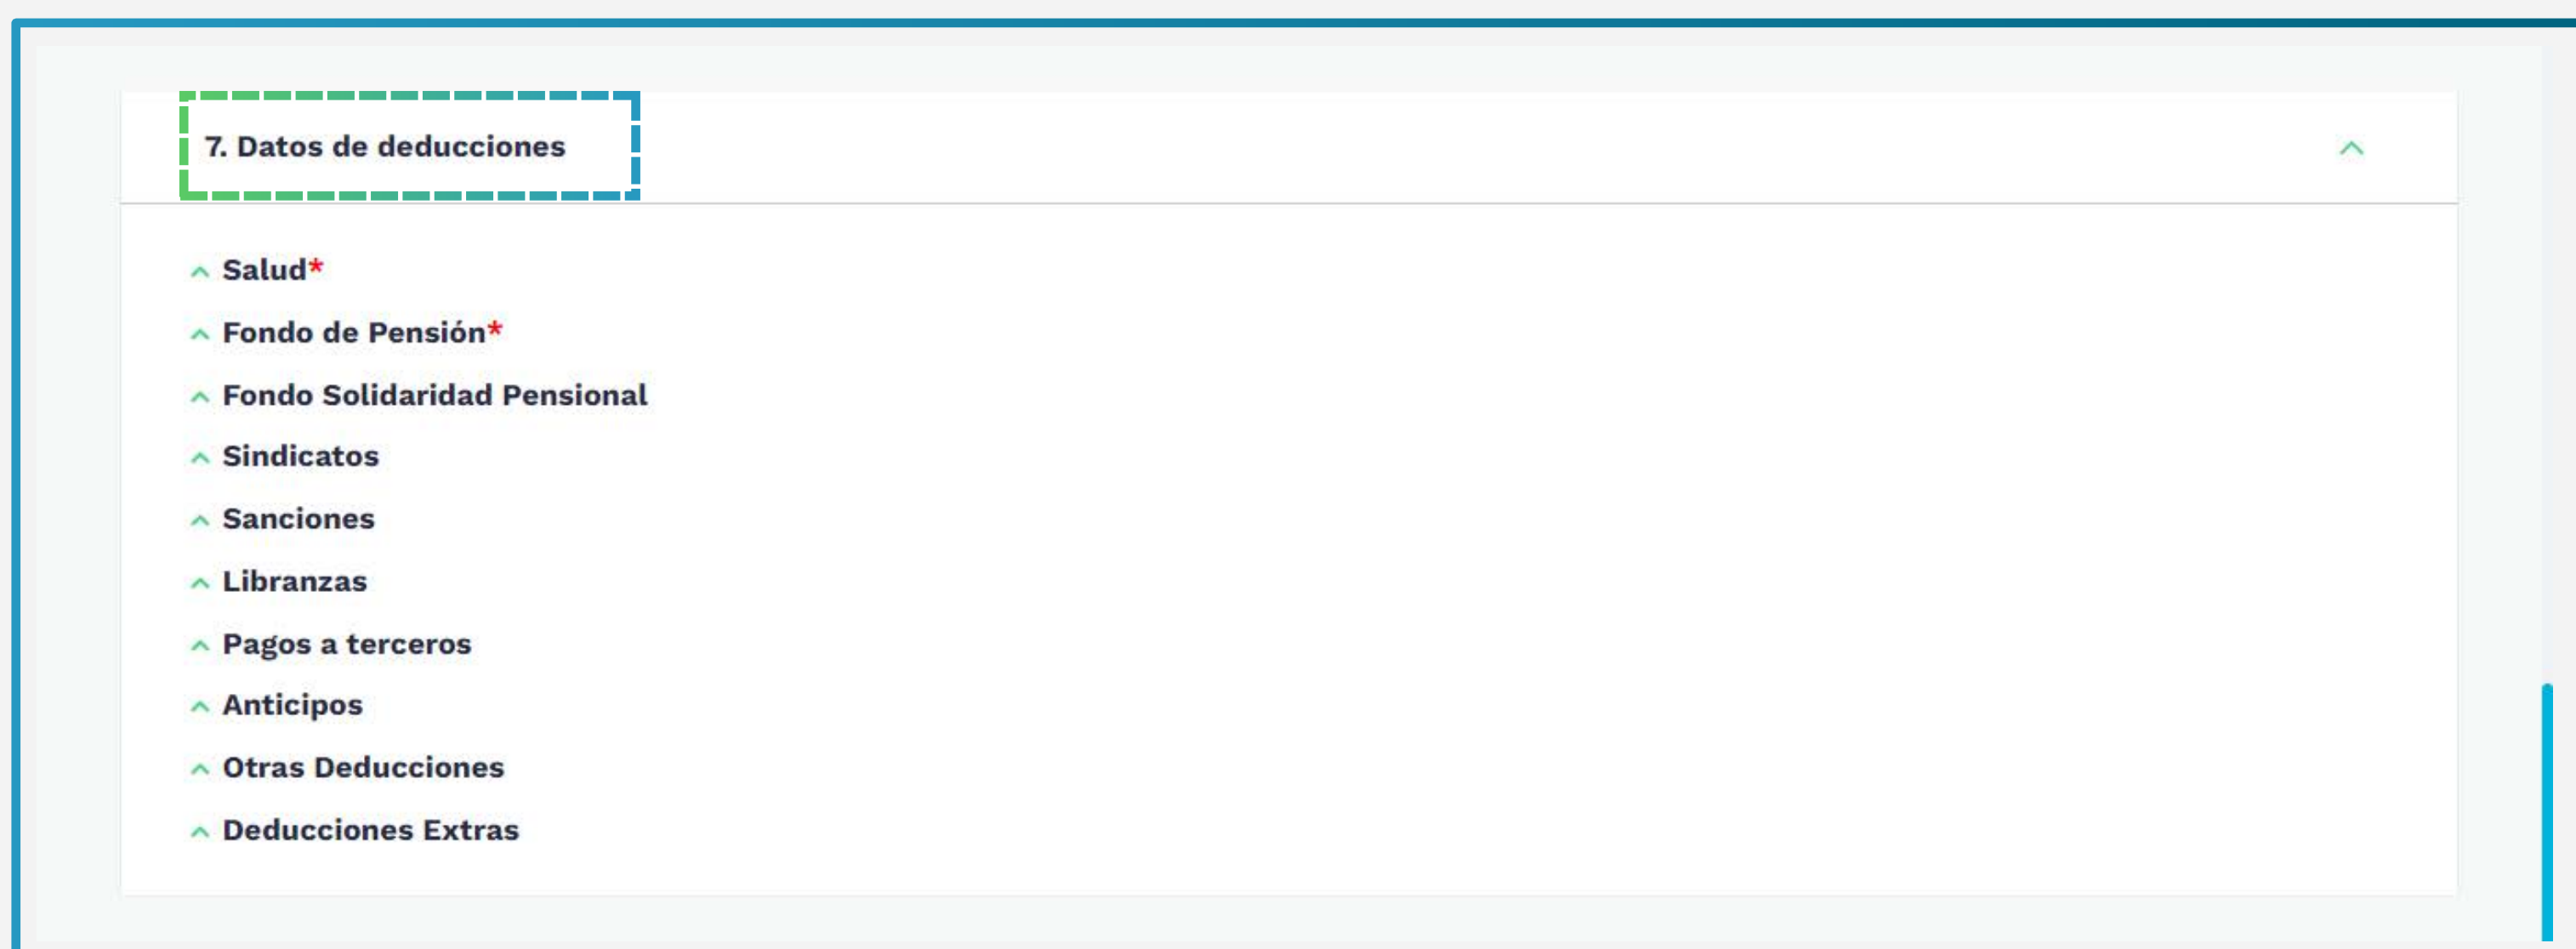 7. Datos de deducciones
Salud*
Fondo de Pensión*
Fondo Solidaridad Pensional
Sindicatos
Sanciones
Libranzas
Pagos a terceros
Anticipos
Otras Deducciones
Deducciones Extras